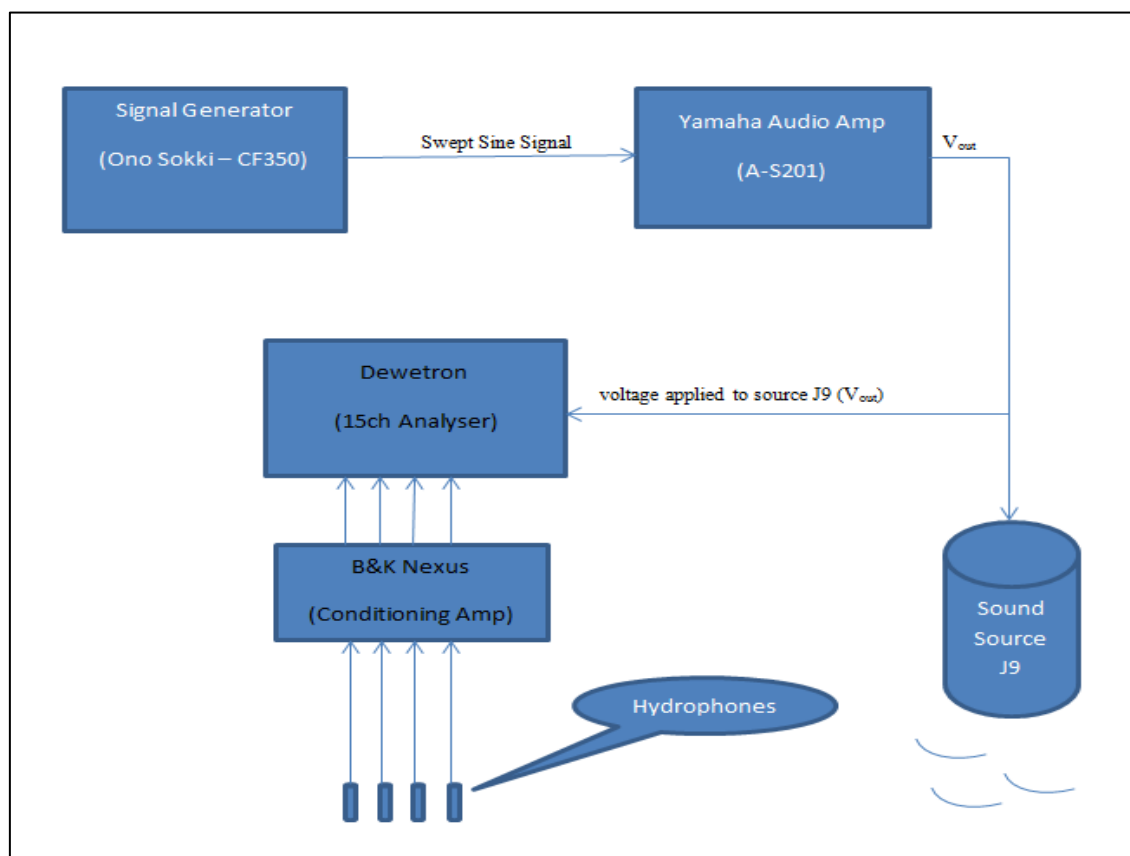 Signal Generator
(Ono Sokki – CF350)
Swept Sine Signal
Yamaha Audio Amp
(A-S201)
Vout
Dewetron
(15ch Analyser)
voltage applied to source J9 (Vout)
B&K Nexus
(Conditioning Amp)
Sound
Source
J9
Hydrophones